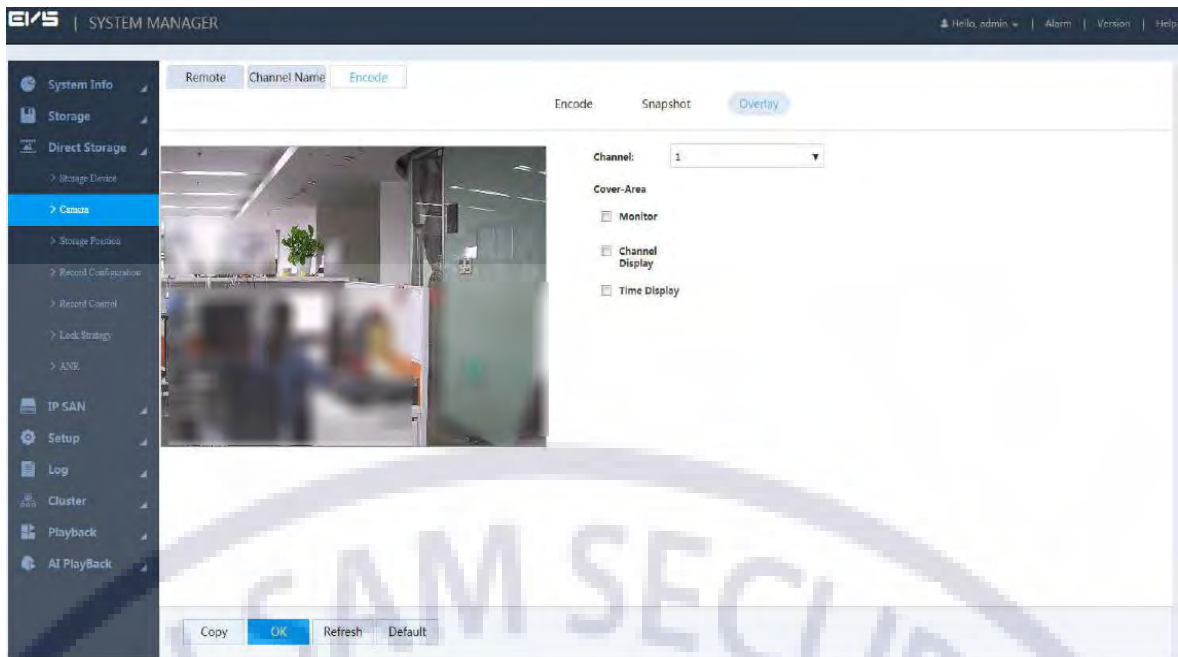 EVS | SYSTEM MANAGER
Hello, admin | Alarm | Version | Help
System Info
Storage
Direct Storage
> Storage Device
> Camera
> Storage Position
> Record Configuration
> Record Control
> Lock Strategy
> ANR
IP SAN
Setup
Log
Cluster
Playback
AI PlayBack
Remote Channel Name Encode
Encode Snapshot Overlay
Channel: 1
Cover-Area
Monitor
Channel
Display
Time Display
Copy OK Refresh Default